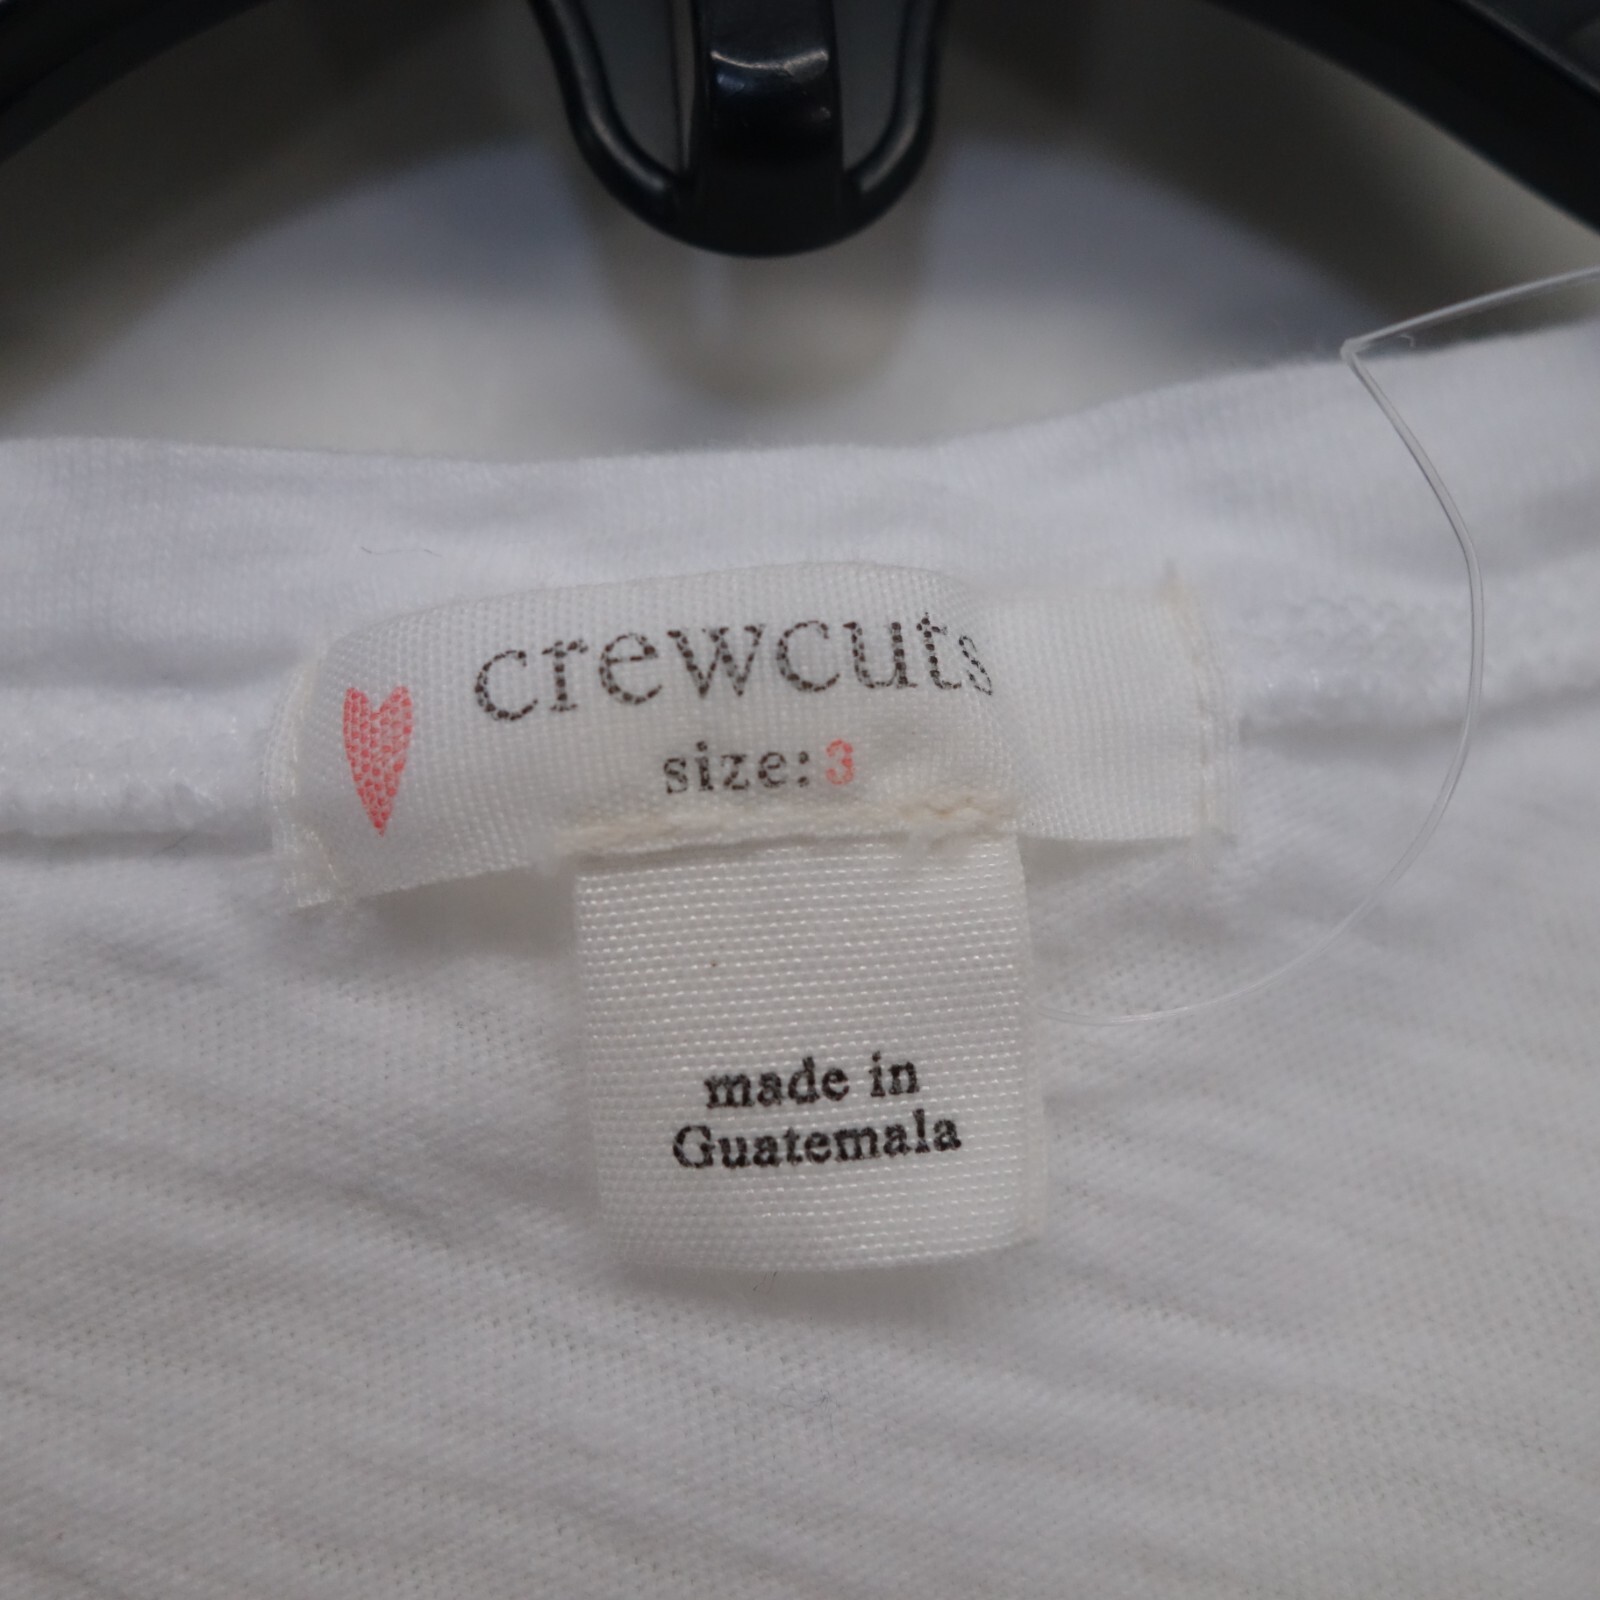 crewcuts
size: 3
made in
Guatemala